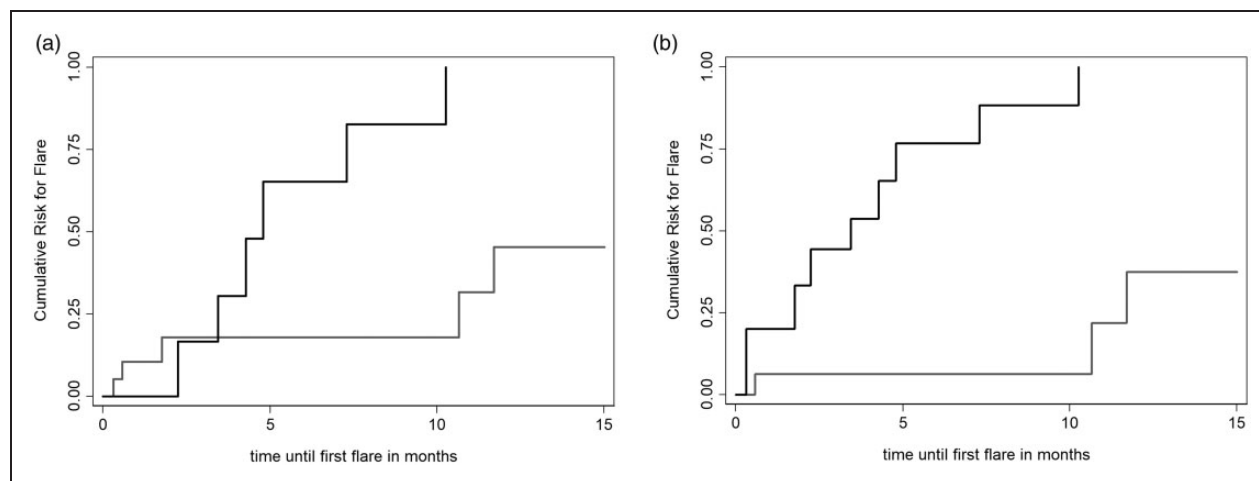 (a)
Cumulative Risk for Flare
1.00
0.75
0.50
0.25
0.00
0 5 10 15
time until first flare in months
(b)
Cumulative Risk for Flare
1.00
0.75
0.50
0.25
0.00
0 5 10 15
time until first flare in months